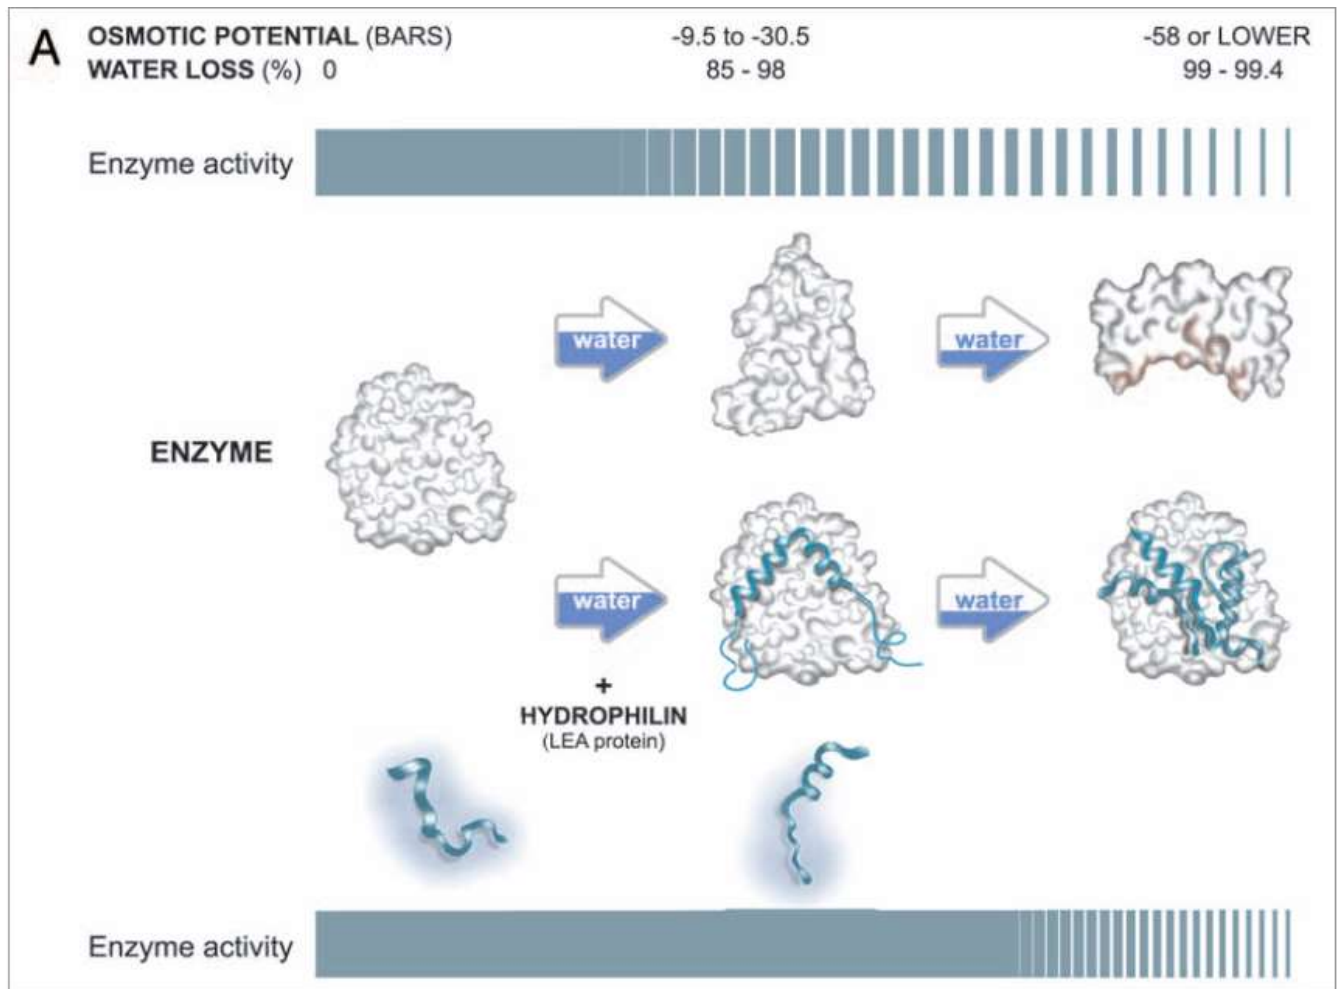 A
OSMOTIC POTENTIAL (BARS) -9.5 to -30.5 -58 or LOWER
WATER LOSS (%) 0 85 - 98 99 - 99.4
Enzyme activity
water water
ENZYME
water water
+
HYDROPHILIN
(LEA protein)
Enzyme activity